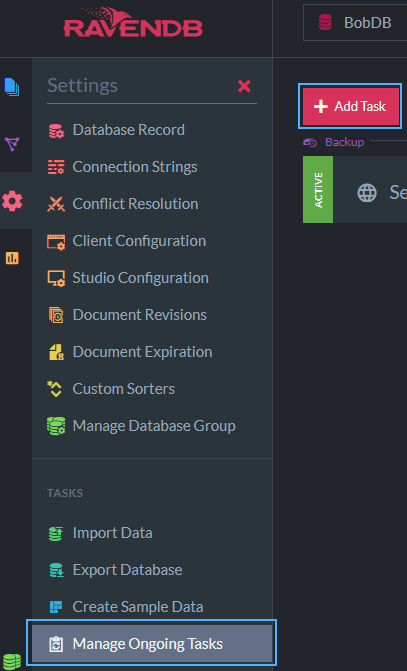 RAVENDB
BobDB
Settings
Add Task
Database Record
Backup
Connection Strings
ACTIVE
Se
Conflict Resolution
Client Configuration
Studio Configuration
Document Revisions
Document Expiration
Custom Sorters
Manage Database Group
TASKS
Import Data
Export Database
Create Sample Data
Manage Ongoing Tasks